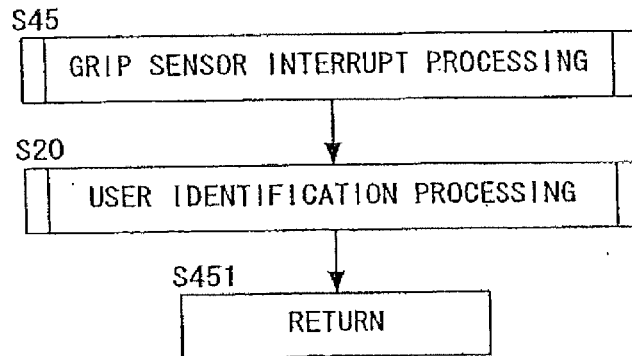 S45
GRIP SENSOR INTERRUPT PROCESSING
S20
USER IDENTIFICATION PROCESSING
S451
RETURN